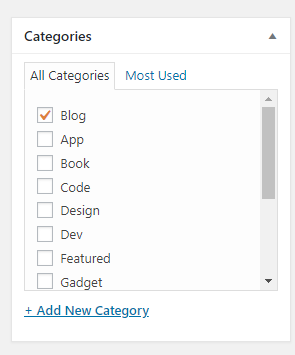 Categories
All Categories Most Used
Blog
App
Book
Code
Design
Dev
Featured
Gadget
+ Add New Category